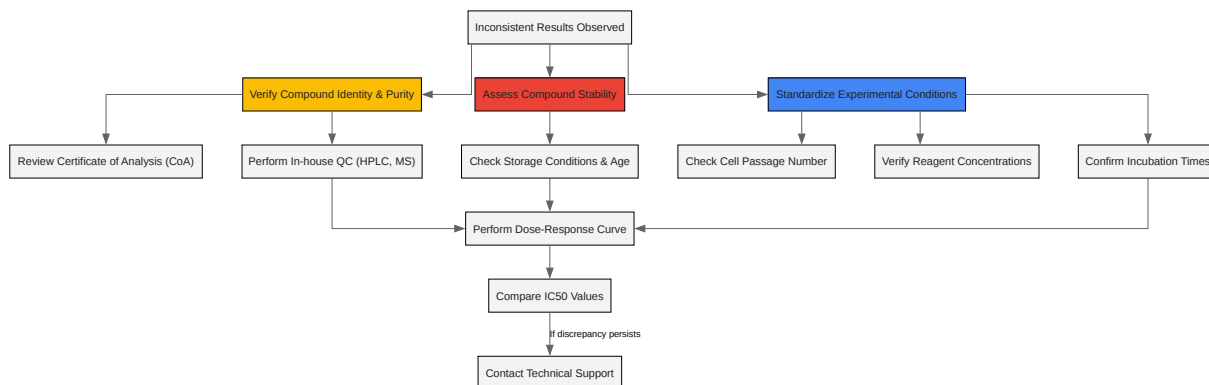 Inconsistent Results Observed
Verify Compound Identity & Purity
Assess Compound Stability
Standardize Experimental Conditions
Review Certificate of Analysis (CoA)
Perform In-house QC (HPLC, MS)
Check Storage Conditions & Age
Check Cell Passage Number
Verify Reagent Concentrations
Confirm Incubation Times
Perform Dose-Response Curve
Compare IC50 Values
If discrepancy persists
Contact Technical Support